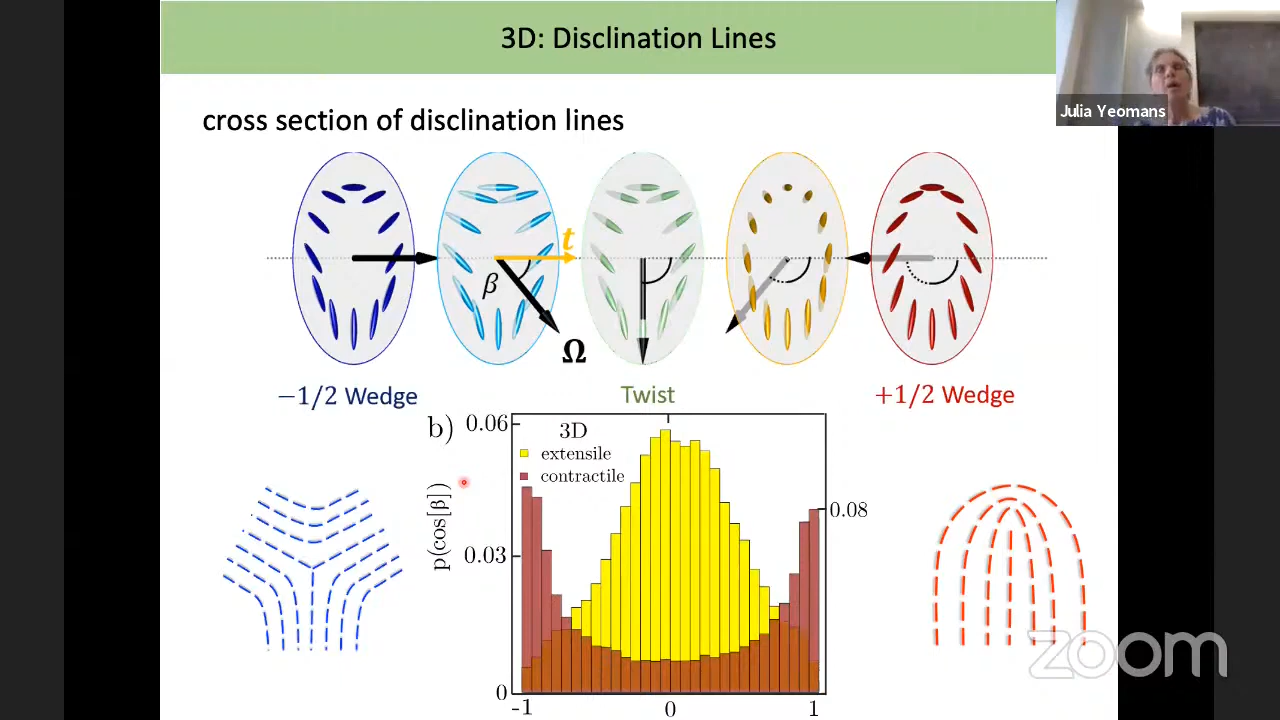 3D: Disclination Lines
Julia Yeomans
cross section of disclination lines
t
β
Ω
−1/2 Wedge
Twist
+1/2 Wedge
b)
0.06
3D
extensile
contractile
p(cos[β])
0.08
0.03
0
-1
0
1
zoom